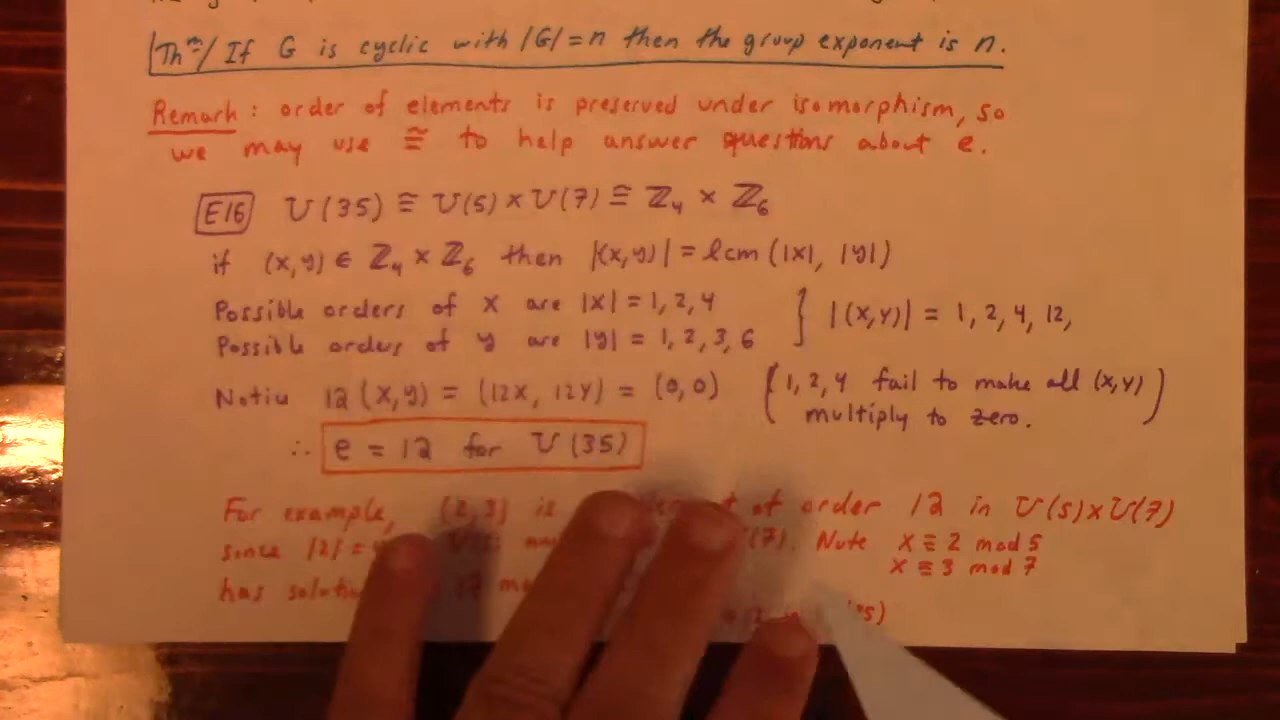 Thᵐ/ If G is cyclic with |G| = n then the group exponent is n.
Remark: order of elements is preserved under isomorphism, so
we may use ≅ to help answer questions about e.
E16 U(35) ≅ U(5) × U(7) ≅ ℤ₄ × ℤ₆
if (x,y) ∈ ℤ₄ × ℤ₆ then |(x,y)| = lcm (|x|, |y|)
Possible orders of x are |x| = 1, 2, 4
Possible orders of y are |y| = 1, 2, 3, 6
} |(x,y)| = 1, 2, 4, 12,
Notice 12(x,y) = (12x, 12y) = (0,0)
(1, 2, 4 fail to make all (x,y)
multiply to zero.)
∴ e = 12 for U(35)
For example, (2,3) is of order 12 in U(5)×U(7)
since |2| = (7). Note x ≡ 2 mod 5
x ≡ 3 mod 7
has 17